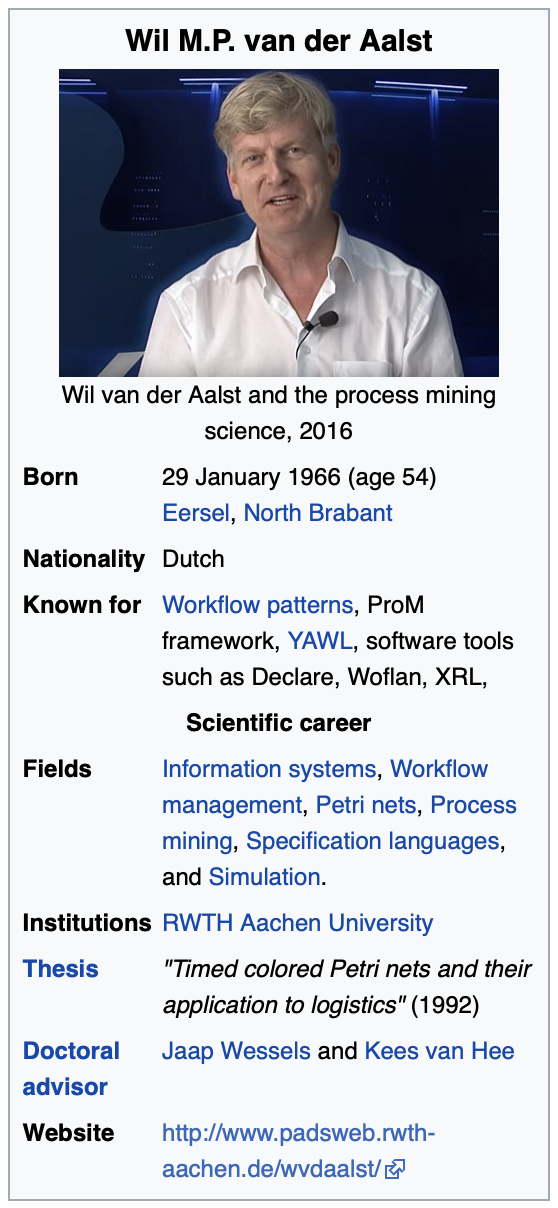 Wil M.P. van der Aalst
Wil van der Aalst and the process mining
science, 2016
Born 29 January 1966 (age 54)
Eersel, North Brabant
Nationality Dutch
Known for Workflow patterns, ProM
framework, YAWL, software tools
such as Declare, Woflan, XRL,
Scientific career
Fields Information systems, Workflow
management, Petri nets, Process
mining, Specification languages,
and Simulation.
Institutions RWTH Aachen University
Thesis "Timed colored Petri nets and their
application to logistics" (1992)
Doctoral advisor Jaap Wessels and Kees van Hee
Website http://www.padsweb.rwth-
aachen.de/wvdaalst/